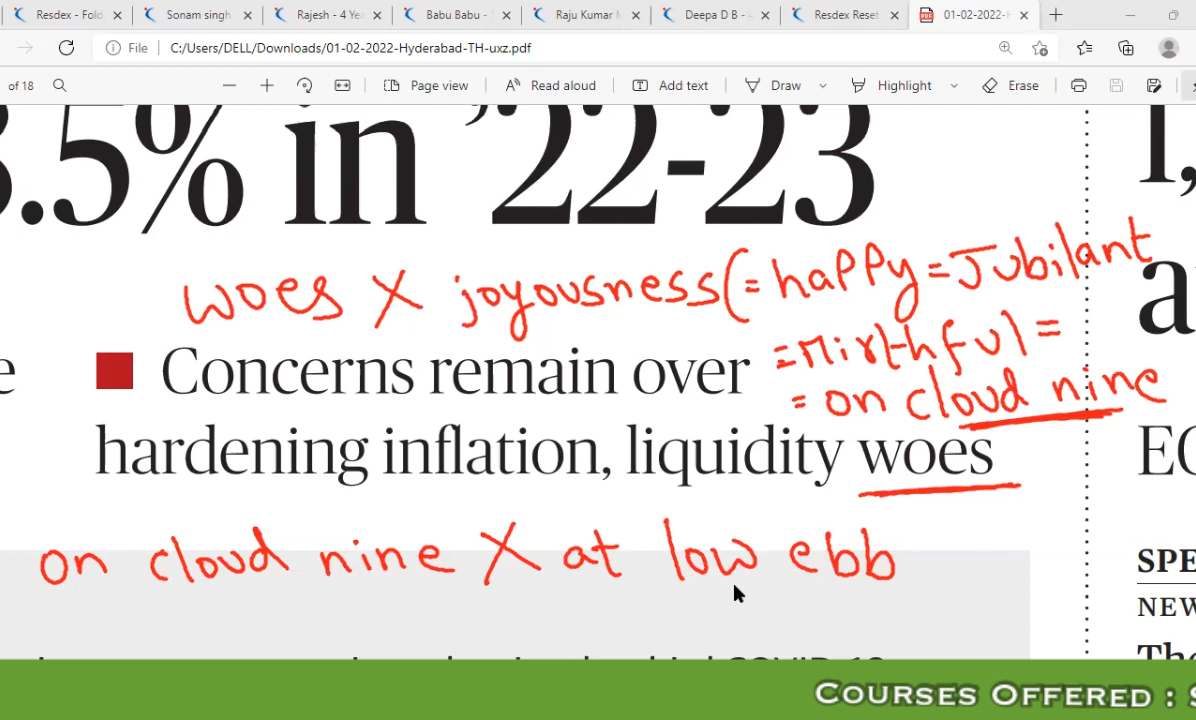 Resdex - Fold
Sonam singh
Rajesh - 4 Yea
Babu Babu -
Raju Kumar M
Deepa D B -
Resdex Reset
01-02-2022-H
File
C:/Users/DELL/Downloads/01-02-2022-Hyderabad-TH-uxz.pdf
of 18
Page view
Read aloud
Add text
Draw
Highlight
Erase
.5% in ’22-23
woes X joyousness (= happy = Jubilant
= Mirthful =
= on cloud nine
e
Concerns remain over
hardening inflation, liquidity woes
a
EC
on cloud nine X at low ebb
SPE
NEW
The
COURSES OFFERED : S